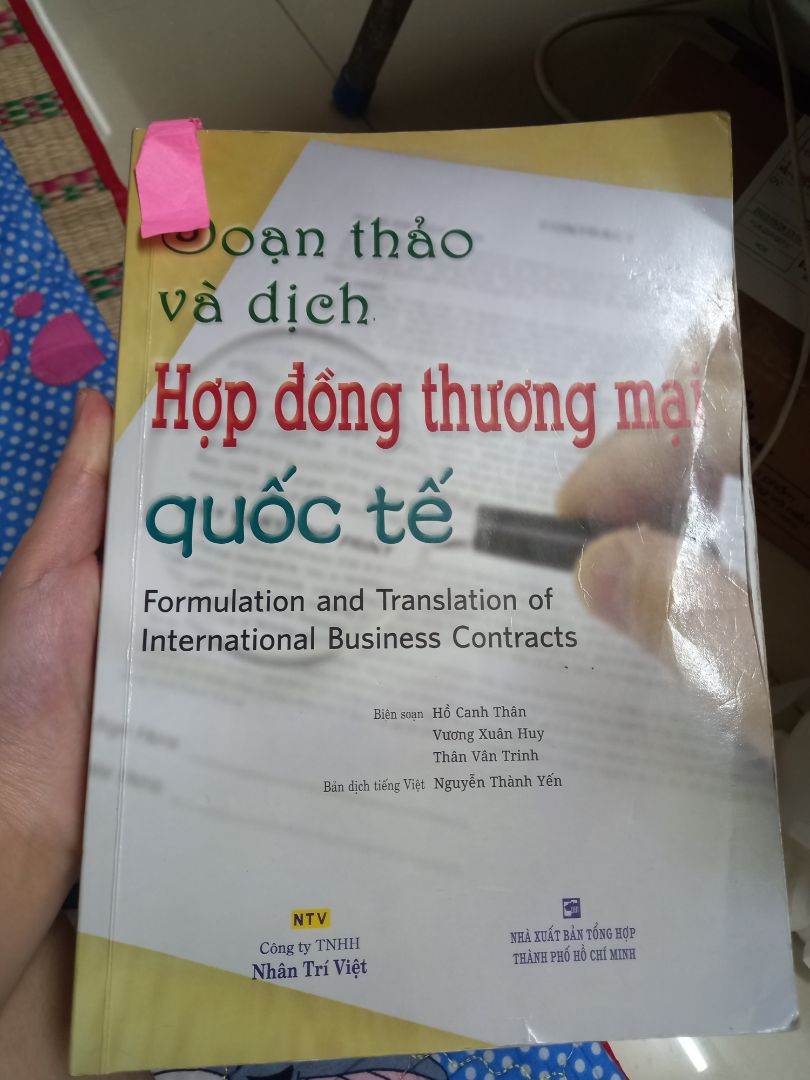 Soạn thảo
và dịch
Hợp đồng thương mại
quốc tế
Formulation and Translation of
International Business Contracts
Biên soạn Hồ Canh Thân
Vương Xuân Huy
Thân Vân Trinh
Bản dịch tiếng Việt Nguyễn Thành Yến
NTV
Công ty TNHH
Nhân Trí Việt
NHÀ XUẤT BẢN TỔNG HỢP
THÀNH PHỐ HỒ CHÍ MINH